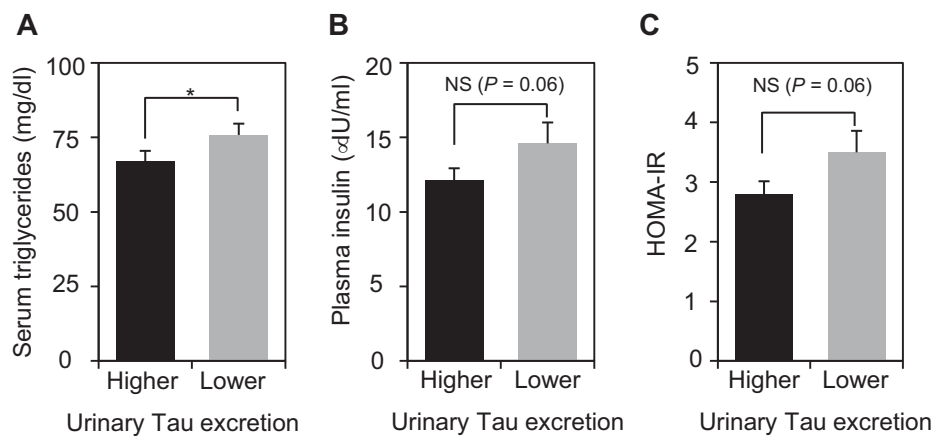 A
Serum triglycerides (mg/dl)
100
75
50
25
0
*
Higher
Lower
Urinary Tau excretion
B
Plasma insulin (αdU/ml)
20
15
10
5
0
NS (P = 0.06)
Higher
Lower
Urinary Tau excretion
C
HOMA-IR
5
4
3
2
1
0
NS (P = 0.06)
Higher
Lower
Urinary Tau excretion